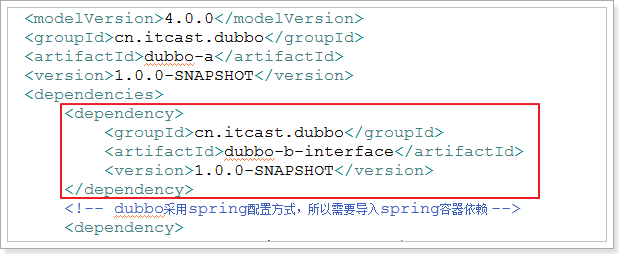 <modelVersion>4.0.0</modelVersion>
<groupId>cn.itcast.dubbo</groupId>
<artifactId>dubbo-a</artifactId>
<version>1.0.0-SNAPSHOT</version>
<dependencies>
<dependency>
<groupId>cn.itcast.dubbo</groupId>
<artifactId>dubbo-b-interface</artifactId>
<version>1.0.0-SNAPSHOT</version>
</dependency>
<!-- dubbo采用spring配置方式，所以需要导入spring容器依赖 -->
<dependency>